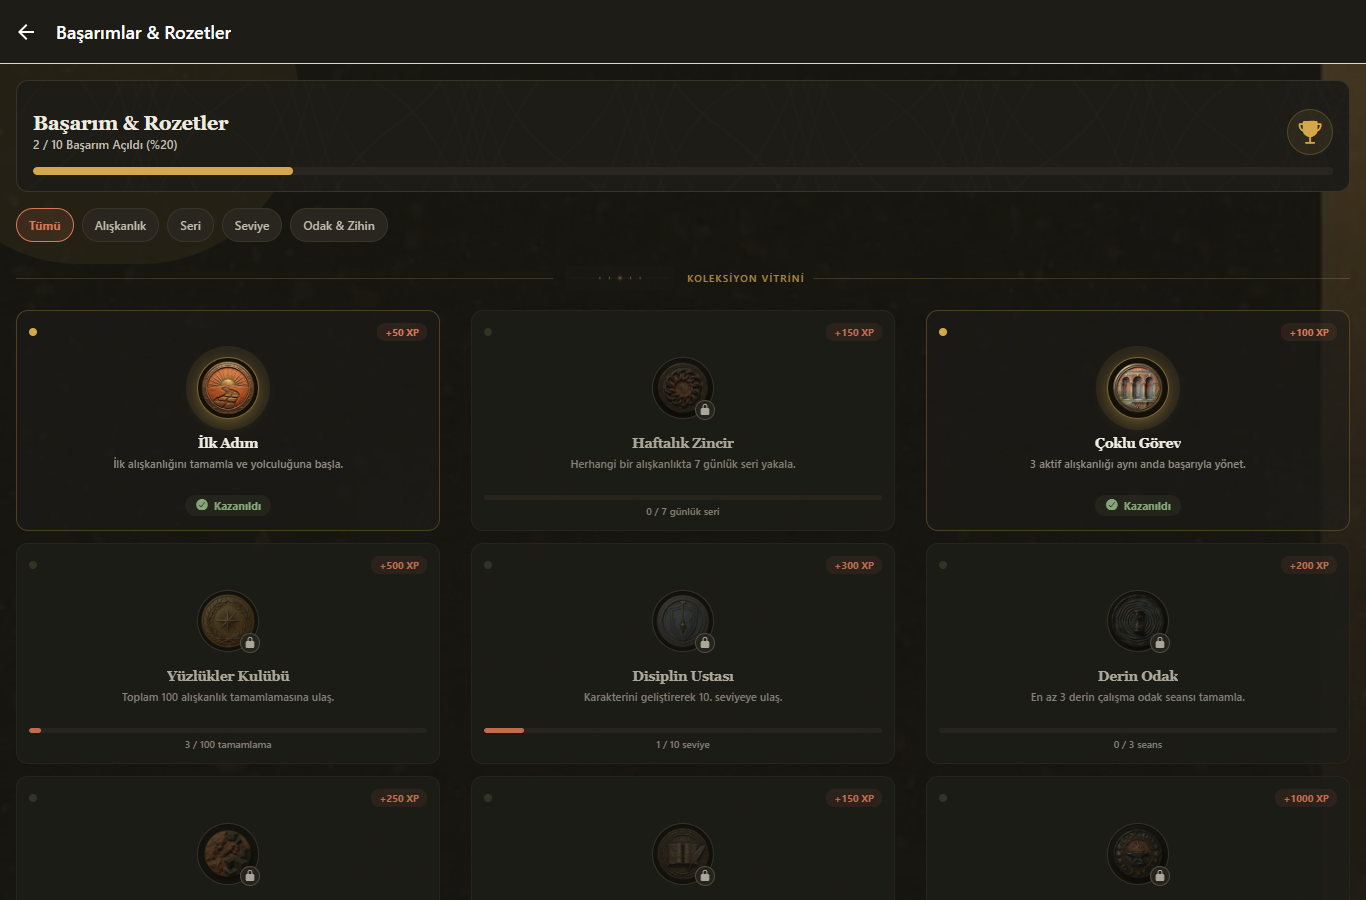 Başarımlar & Rozetler
Başarım & Rozetler
2 / 10 Başarım Açıldı (%20)
Tümü
Alışkanlık
Seri
Seviye
Odak & Zihin
KOLEKSİYON VİTRİNİ
+50 XP
İlk Adım
İlk alışkanlığını tamamla ve yolculuğuna başla.
Kazanıldı
+150 XP
Haftalık Zincir
Herhangi bir alışkanlıkta 7 günlük seri yakala.
0 / 7 günlük seri
+100 XP
Çoklu Görev
3 aktif alışkanlığı aynı anda başarıyla yönet.
Kazanıldı
+500 XP
Yüzlükler Kulübü
Toplam 100 alışkanlık tamamlamasına ulaş.
3 / 100 tamamlama
+300 XP
Disiplin Ustası
Karakterini geliştirerek 10. seviyeye ulaş.
1 / 10 seviye
+200 XP
Derin Odak
En az 3 derin çalışma odak seansı tamamla.
0 / 3 seans
+250 XP
+150 XP
+1000 XP